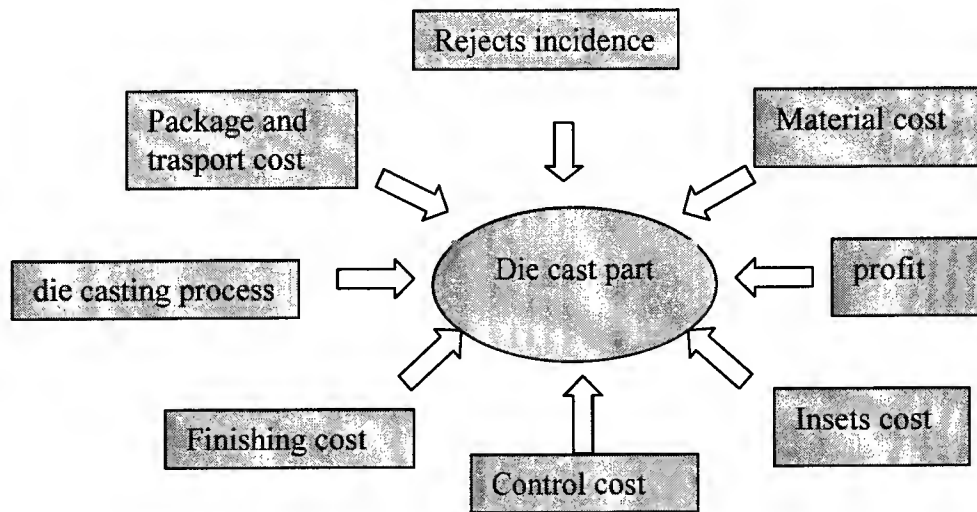 Rejects incidence
Package and
trasport cost
Material cost
die casting process
Die cast part
profit
Finishing cost
Control cost
Insets cost